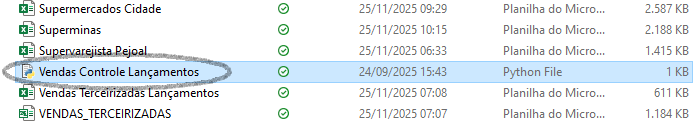 Supermercados Cidade 25/11/2025 09:29 Planilha do Micro... 2.587 KB
Superminas 25/11/2025 10:15 Planilha do Micro... 2.188 KB
Supervarejista Pejoal 25/11/2025 06:33 Planilha do Micro... 1.415 KB
Vendas Controle Lançamentos 24/09/2025 15:43 Python File 1 KB
Vendas Terceirizadas Lançamentos 25/11/2025 07:08 Planilha do Micro... 611 KB
VENDAS_TERCEIRIZADAS 25/11/2025 07:07 Planilha do Micro... 1.184 KB